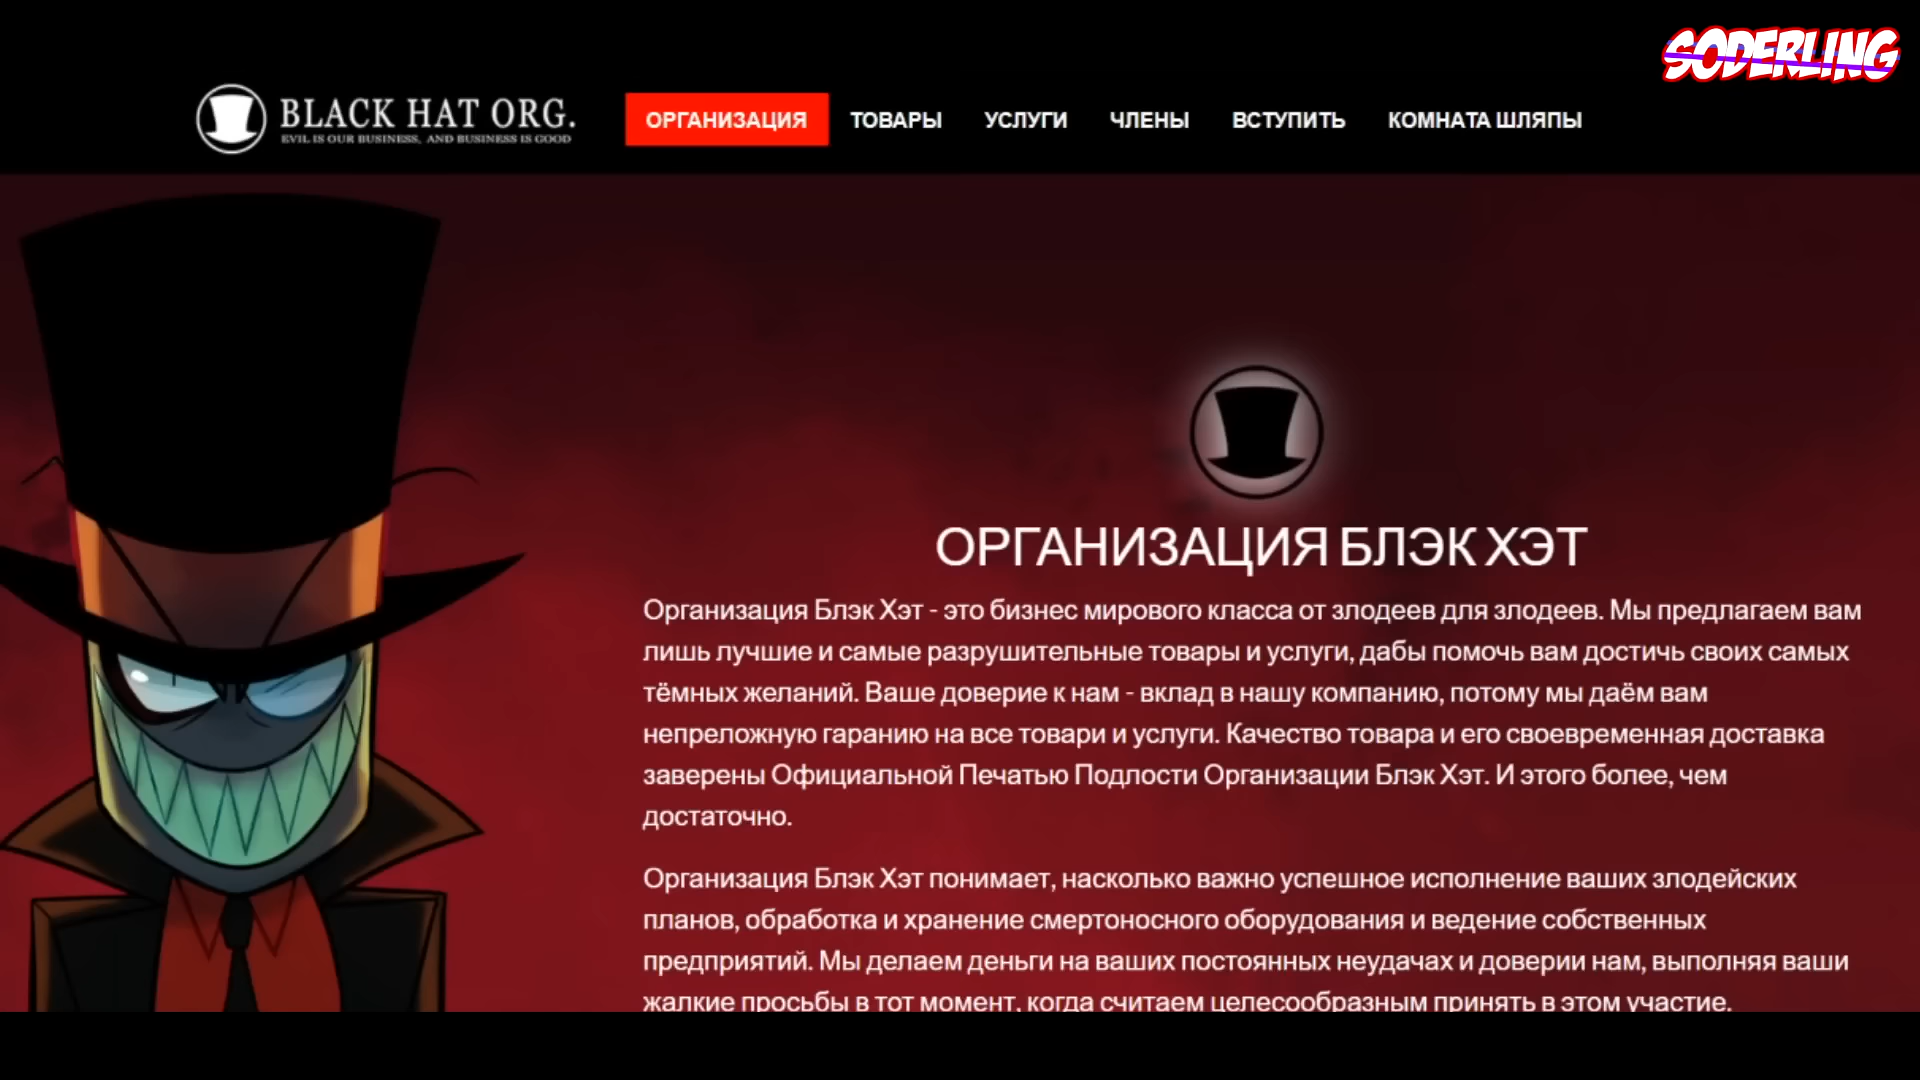 SODERLING
BLACK HAT ORG.
EVIL IS OUR BUSINESS, AND BUSINESS IS GOOD
ОРГАНИЗАЦИЯ ТОВАРЫ УСЛУГИ ЧЛЕНЫ ВСТУПИТЬ КОМНАТА ШЛЯПЫ
ОРГАНИЗАЦИЯ БЛЭК ХЭТ
Организация Блэк Хэт - это бизнес мирового класса от злодеев для злодеев. Мы предлагаем вам
лишь лучшие и самые разрушительные товары и услуги, дабы помочь вам достичь своих самых
тёмных желаний. Ваше доверие к нам - вклад в нашу компанию, потому мы даём вам
непреложную гаранию на все товари и услуги. Качество товара и его своевременная доставка
заверены Официальной Печатью Подлости Организации Блэк Хэт. И этого более, чем
достаточно.
Организация Блэк Хэт понимает, насколько важно успешное исполнение ваших злодейских
планов, обработка и хранение смертоносного оборудования и ведение собственных
предприятий. Мы делаем деньги на ваших постоянных неудачах и доверии нам, выполняя ваши
жалкие просьбы в тот момент, когда считаем целесообразным принять в этом участие.